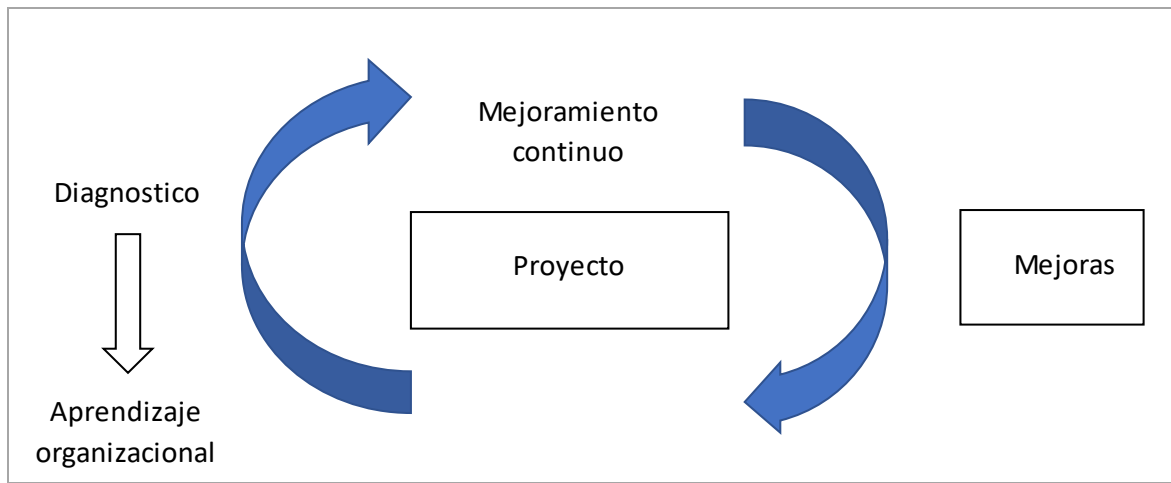 Mejoramiento
continuo
Diagnostico
Proyecto
Mejoras
Aprendizaje
organizacional